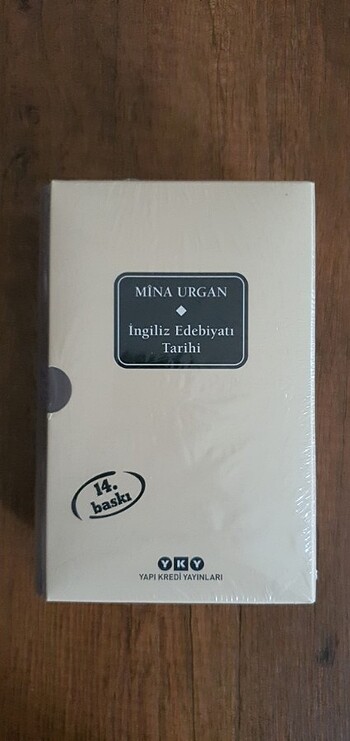 MÎNA URGAN
İngiliz Edebiyatı
Tarihi
14.
baskı
YKY
YAPI KREDİ YAYINLARI